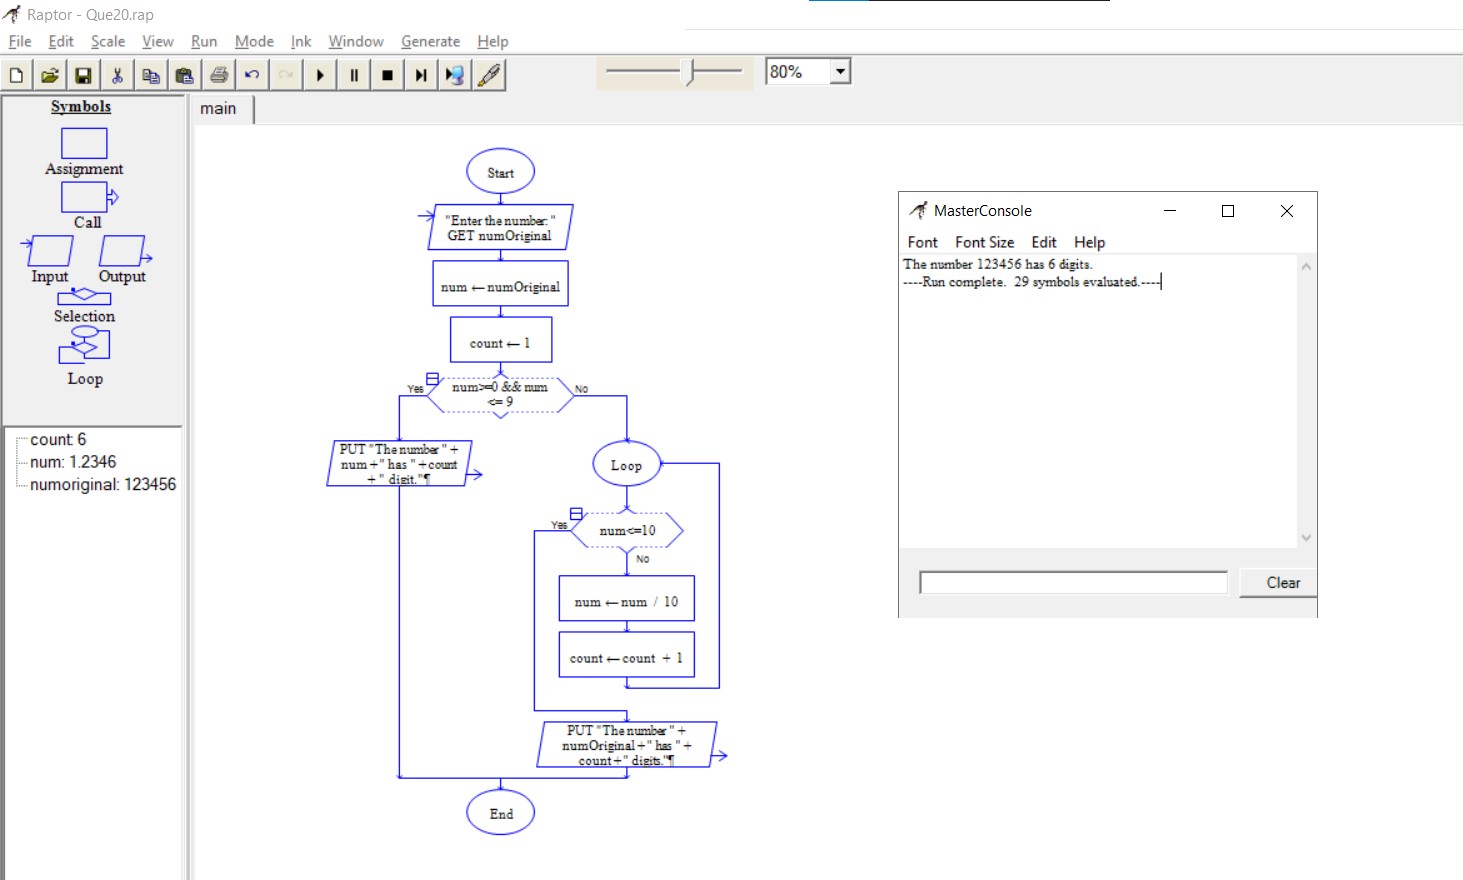 Raptor - Que20.rap
File Edit Scale View Run Mode Ink Window Generate Help
80%
Symbols
Assignment
Call
Input Output
Selection
Loop
count: 6
num: 1.2346
numoriginal: 123456
main
Start
"Enter the number: "
GET numOriginal
num ← numOriginal
count ← 1
Yes
num>=0 && num
<= 9
No
PUT "The number " +
num +" has " +count
+ " digit."¶
Loop
Yes
num<=10
No
num ← num / 10
count ← count + 1
PUT "The number " +
numOriginal +" has " +
count+" digits."¶
End
MasterConsole
Font Font Size Edit Help
The number 123456 has 6 digits.
----Run complete.  29 symbols evaluated.----
Clear